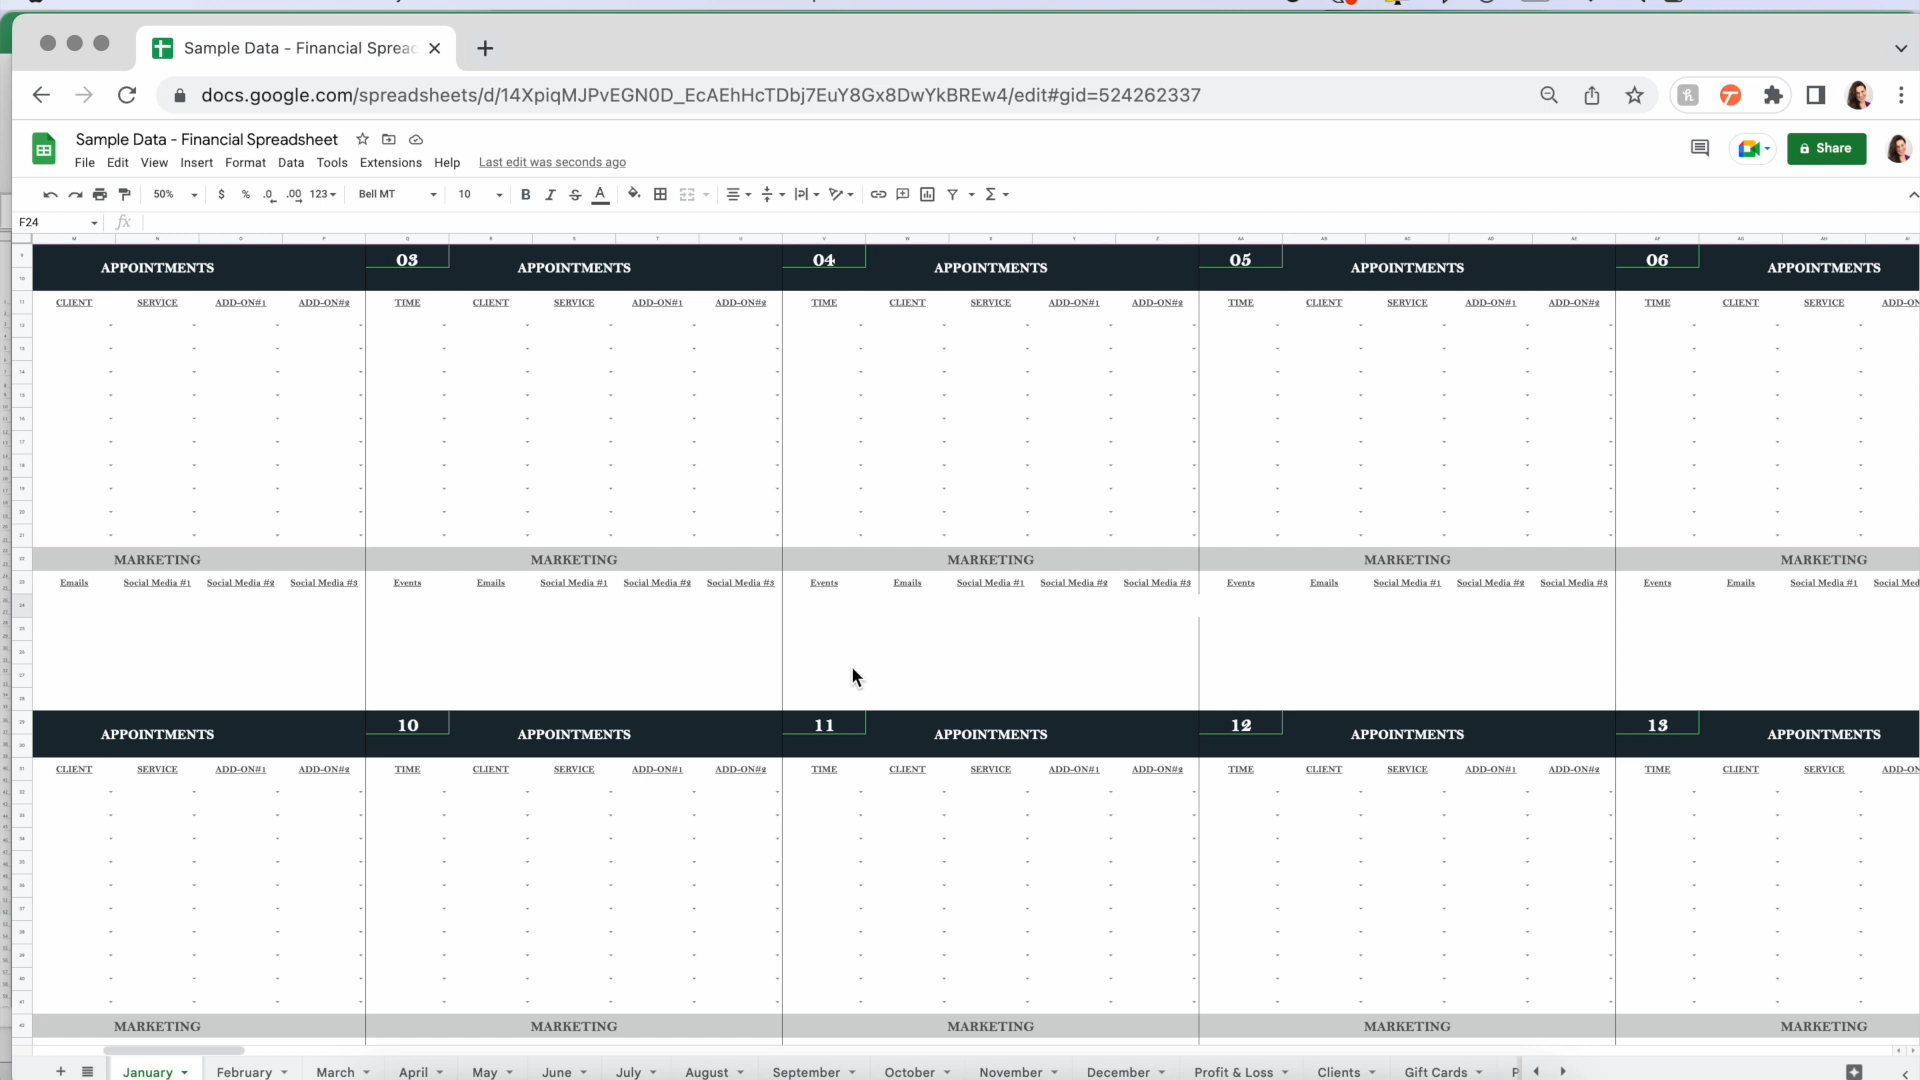 Sample Data - Financial Spreac
docs.google.com/spreadsheets/d/14XpiqMJPvEGN0D_EcAEhHcTDbj7EuY8Gx8DwYkBREw4/edit#gid=524262337
Sample Data - Financial Spreadsheet
File Edit View Insert Format Data Tools Extensions Help Last edit was seconds ago
Share
50% $ % .0 .00 123 Bell MT 10 B I S A
F24 fx
APPOINTMENTS 03 APPOINTMENTS 04 APPOINTMENTS 05 APPOINTMENTS 06 APPOINTMENTS
CLIENT SERVICE ADD-ON#1 ADD-ON#2 TIME CLIENT SERVICE ADD-ON#1 ADD-ON#2 TIME CLIENT SERVICE ADD-ON#1 ADD-ON#2 TIME CLIENT SERVICE ADD-ON#1 ADD-ON#2 TIME CLIENT SERVICE ADD-ON
MARKETING MARKETING MARKETING MARKETING MARKETING
Emails Social Media #1 Social Media #2 Social Media #3 Events Emails Social Media #1 Social Media #2 Social Media #3 Events Emails Social Media #1 Social Media #2 Social Media #3 Events Emails Social Media #1 Social Media #2 Social Media #3 Events Emails Social Media #1 Social Med
APPOINTMENTS 10 APPOINTMENTS 11 APPOINTMENTS 12 APPOINTMENTS 13 APPOINTMENTS
CLIENT SERVICE ADD-ON#1 ADD-ON#2 TIME CLIENT SERVICE ADD-ON#1 ADD-ON#2 TIME CLIENT SERVICE ADD-ON#1 ADD-ON#2 TIME CLIENT SERVICE ADD-ON#1 ADD-ON#2 TIME CLIENT SERVICE ADD-ON
MARKETING MARKETING MARKETING MARKETING MARKETING
January February March April May June July August September October November December Profit & Loss Clients Gift Cards P